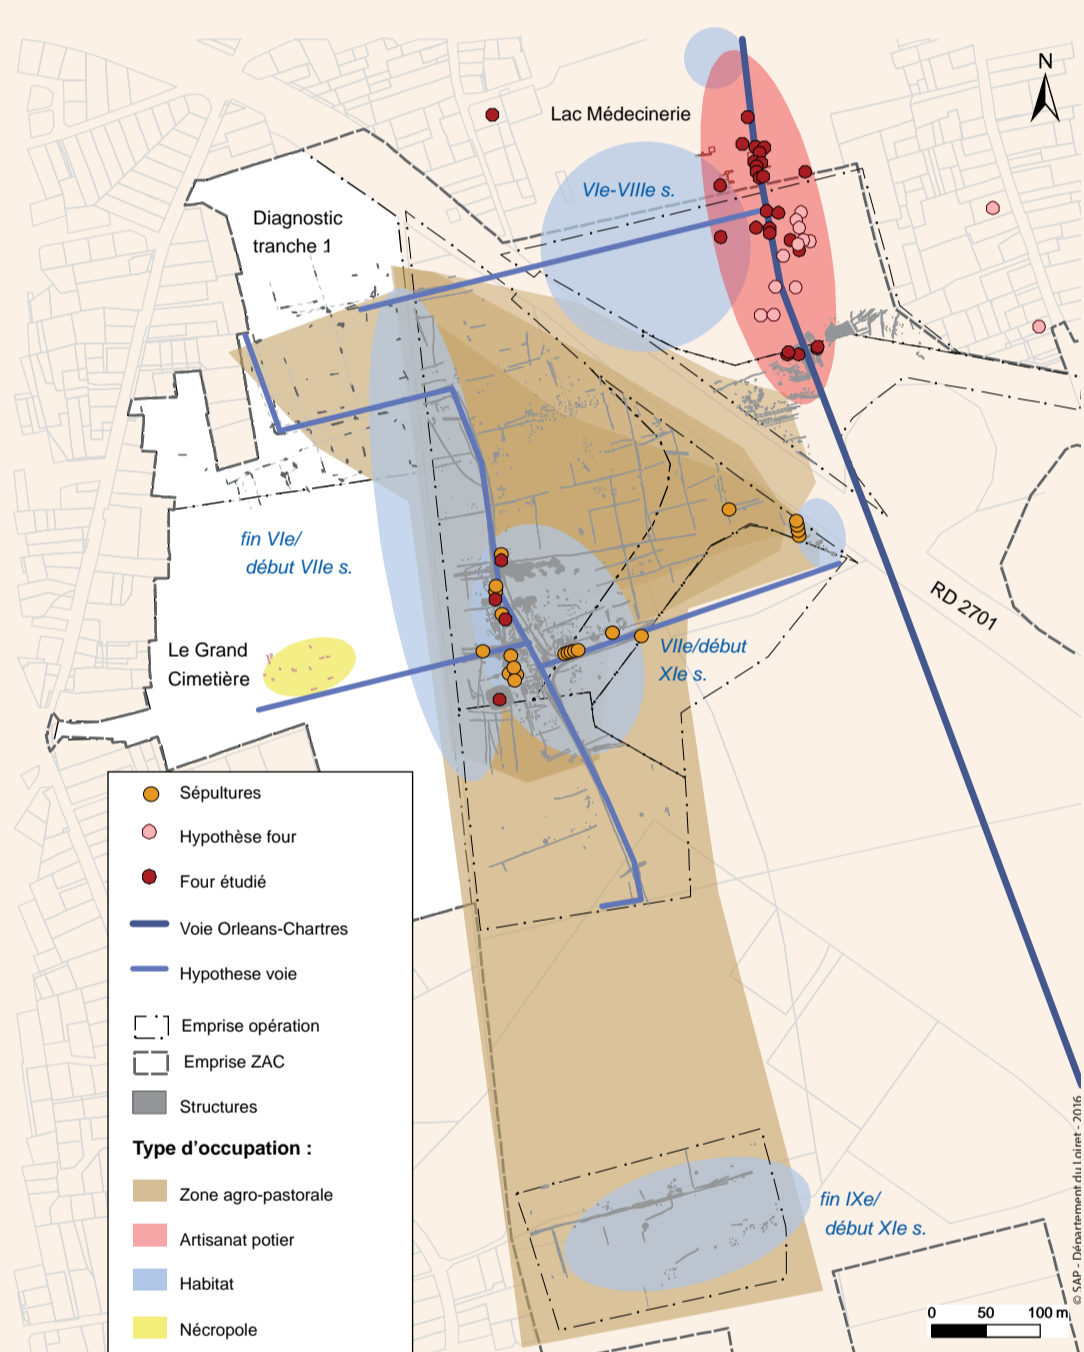 N
Lac Médecinerie
VIe-VIIIe s.
Diagnostic
tranche 1
fin VIe/
début VIIe s.
RD 2701
Le Grand
Cimetière
VIIe/début
XIe s.
Sépultures
Hypothèse four
Four étudié
Voie Orleans-Chartres
Hypothese voie
Emprise opération
Emprise ZAC
Structures
Type d'occupation :
Zone agro-pastorale
Artisanat potier
Habitat
Nécropole
fin IXe/
début XIe s.
0 50 100 m
© SAP - Département du Loiret - 2016